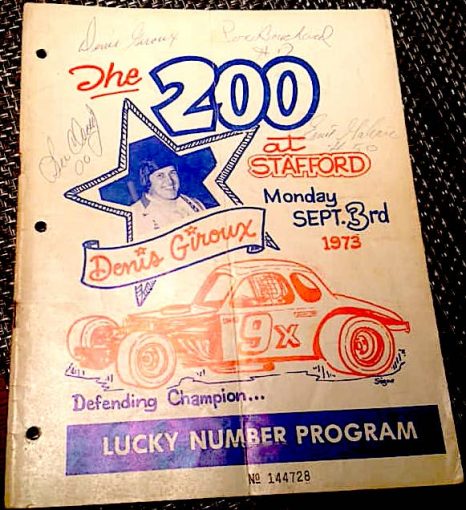 Denis Giroux
The 200
at
STAFFORD
Monday
SEPT. 3rd
1973
Denis Giroux
9x
Defending Champion...
LUCKY NUMBER PROGRAM
No 144728